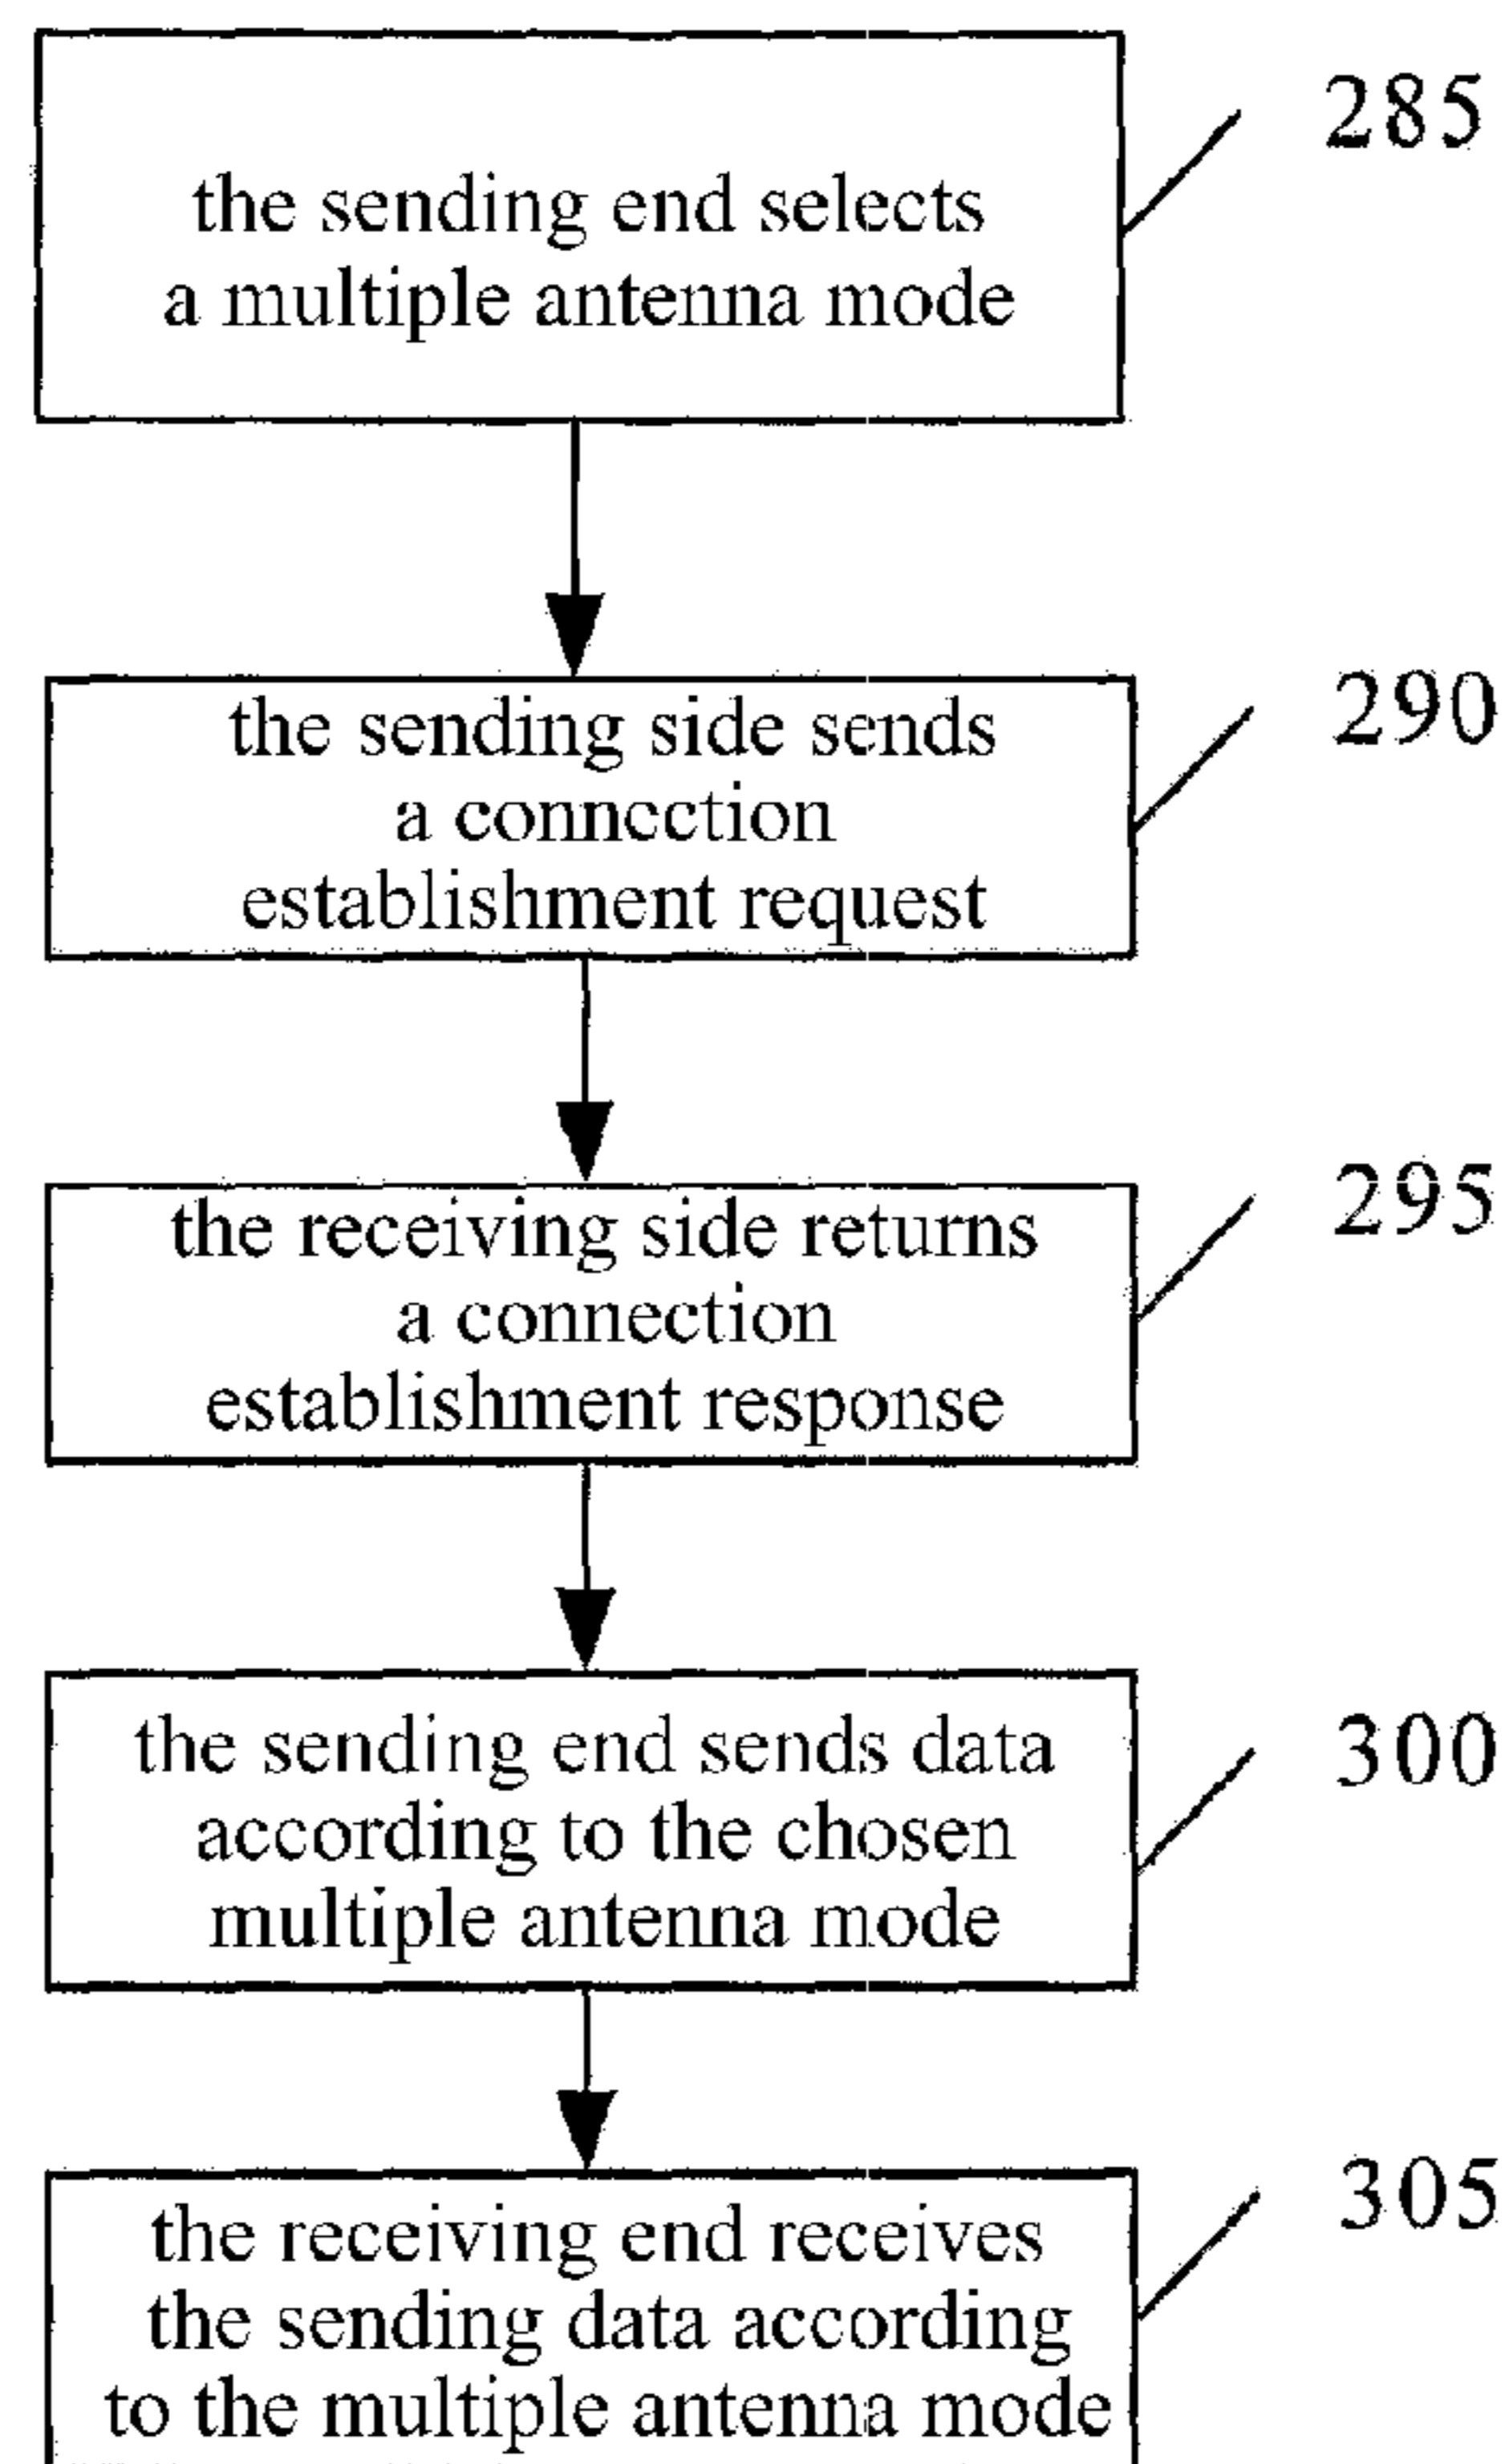 285
the sending end selects
a multiple antenna mode
290
the sending side sends
a connection
establishment request
295
the receiving side returns
a connection
establishment response
300
the sending end sends data
according to the chosen
multiple antenna mode
305
the receiving end receives
the sending data according
to the multiple antenna mode